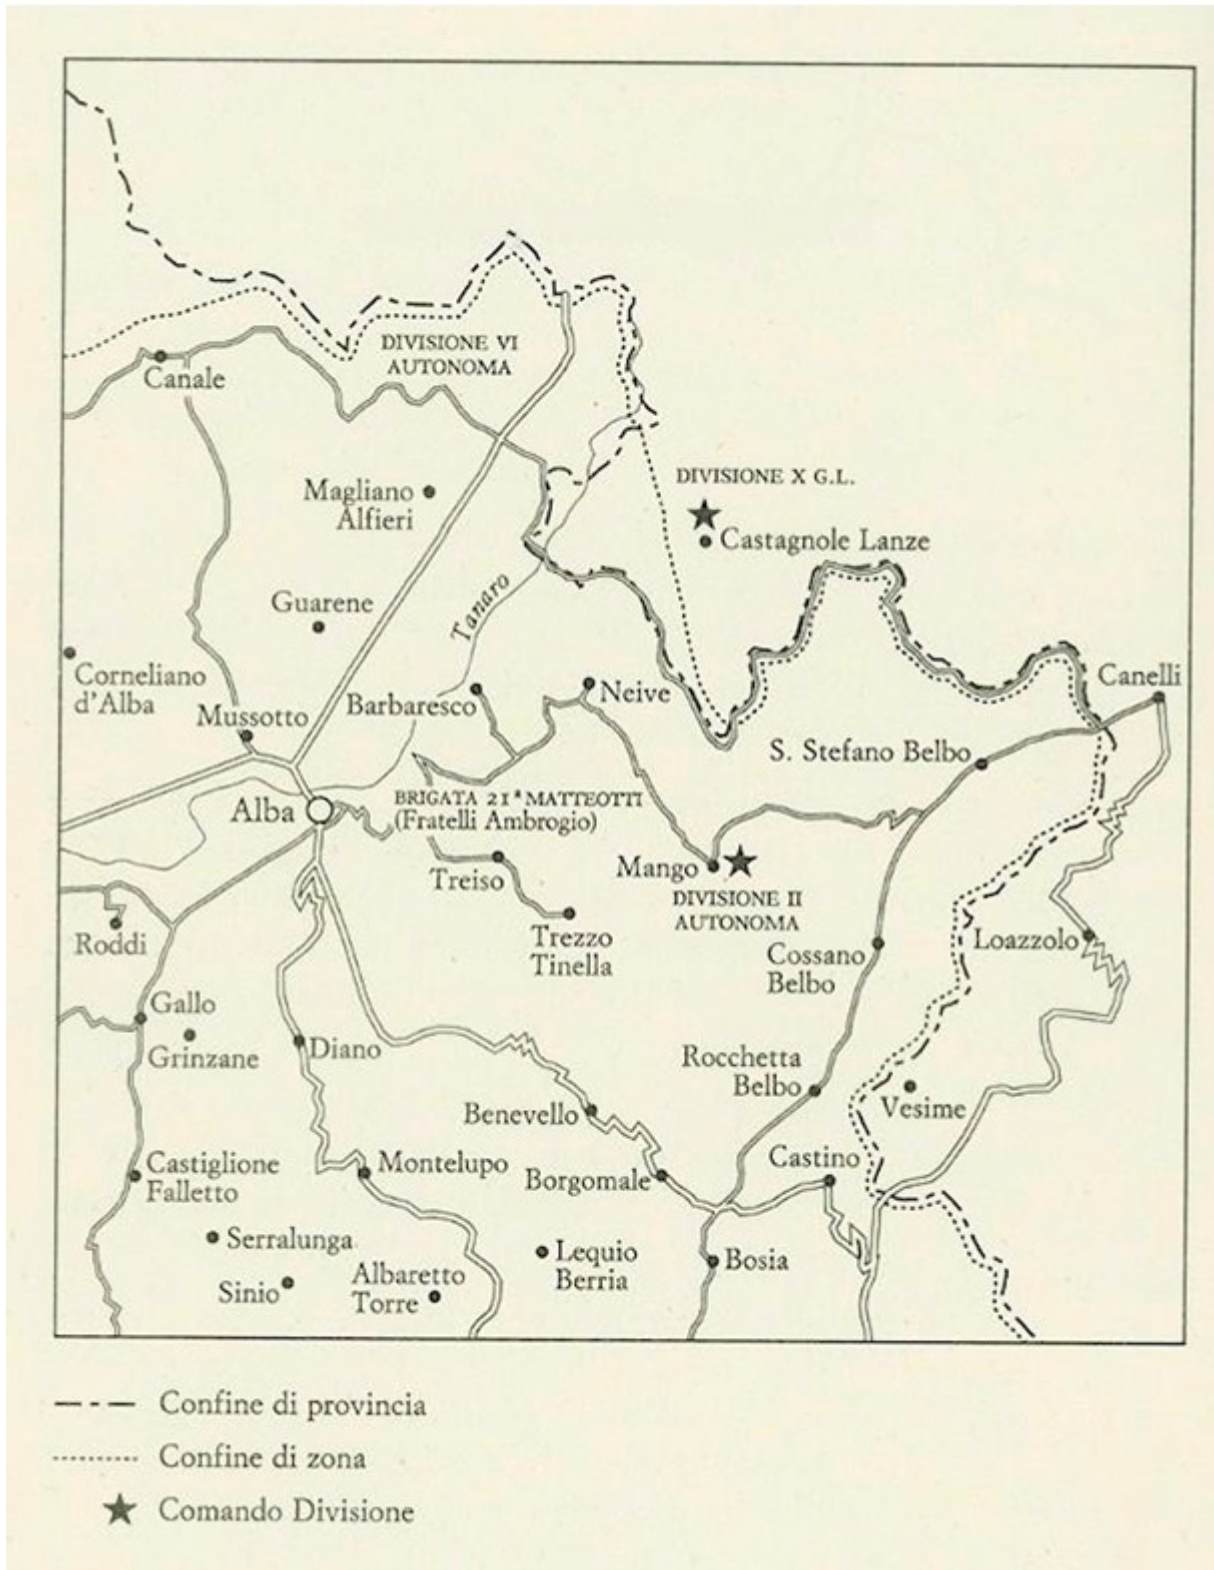 DIVISIONE VI
AUTONOMA
Canale
Magliano
Alfieri
DIVISIONE X G.L.
Castagnole Lanze
Guarene
Tanaro
Corneliano
d'Alba
Mussotto
Barbaresco
Neive
Canelli
S. Stefano Belbo
Alba
BRIGATA 21ª MATTEOTTI
(Fratelli Ambrogio)
Treiso
Mango
DIVISIONE II
AUTONOMA
Roddi
Trezzo
Tinella
Cossano
Belbo
Loazzolo
Gallo
Grinzane
Diano
Rocchetta
Belbo
Vesime
Benevello
Castiglione
Falletto
Montelupo
Borgomale
Castino
Serralunga
Sinio
Albaretto
Torre
Lequio
Berria
Bosia
Confine di provincia
Confine di zona
Comando Divisione